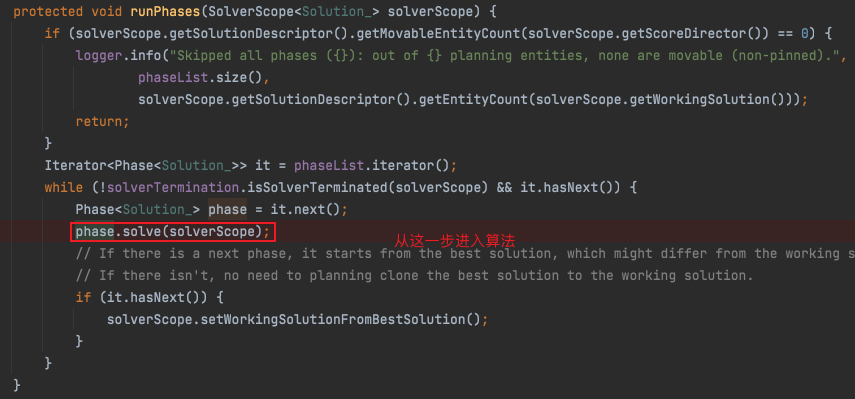 protected void runPhases(SolverScope<Solution_> solverScope) {
if (solverScope.getSolutionDescriptor().getMovableEntityCount(solverScope.getScoreDirector()) == 0) {
logger.info("Skipped all phases ({}): out of {} planning entities, none are movable (non-pinned).",
phaseList.size(),
solverScope.getSolutionDescriptor().getEntityCount(solverScope.getWorkingSolution()));
return;
}
Iterator<Phase<Solution_>> it = phaseList.iterator();
while (!solverTermination.isSolverTerminated(solverScope) && it.hasNext()) {
Phase<Solution_> phase = it.next();
phase.solve(solverScope); 从这一步进入算法
// If there is a next phase, it starts from the best solution, which might differ from the working s
// If there isn't, no need to planning clone the best solution to the working solution.
if (it.hasNext()) {
solverScope.setWorkingSolutionFromBestSolution();
}
}
}